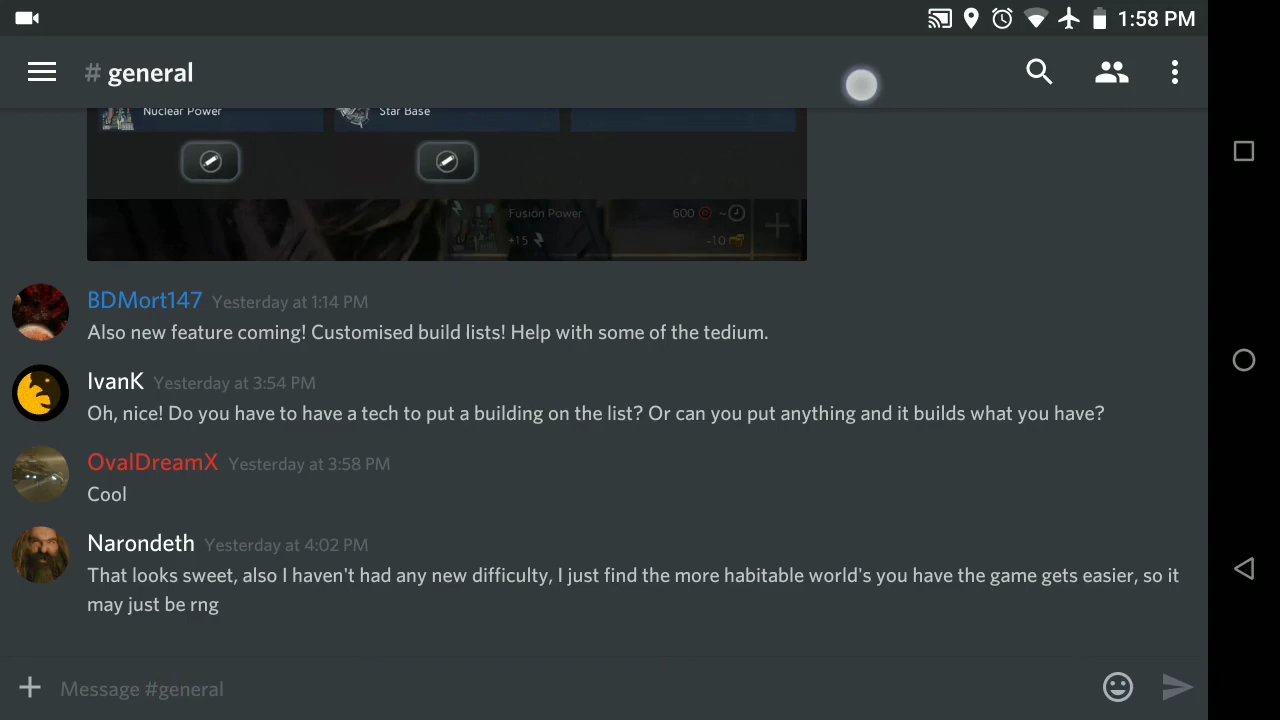 1:58 PM
# general
Nuclear Power
Star Base
Fusion Power 600 ~
+15 -10
BDMort147 Yesterday at 1:14 PM
Also new feature coming! Customised build lists! Help with some of the tedium.
IvanK Yesterday at 3:54 PM
Oh, nice! Do you have to have a tech to put a building on the list? Or can you put anything and it builds what you have?
OvalDreamX Yesterday at 3:58 PM
Cool
Narondeth Yesterday at 4:02 PM
That looks sweet, also I haven't had any new difficulty, I just find the more habitable world's you have the game gets easier, so it
may just be rng
Message #general